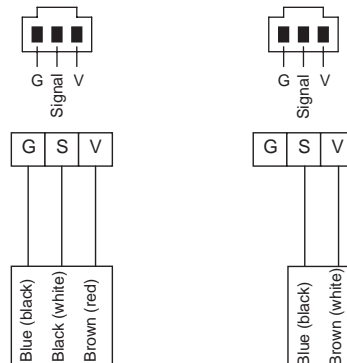 G Signal V
G Signal V
G S V
G S V
Blue (black)
Black (white)
Brown (red)
Blue (black)
Brown (white)